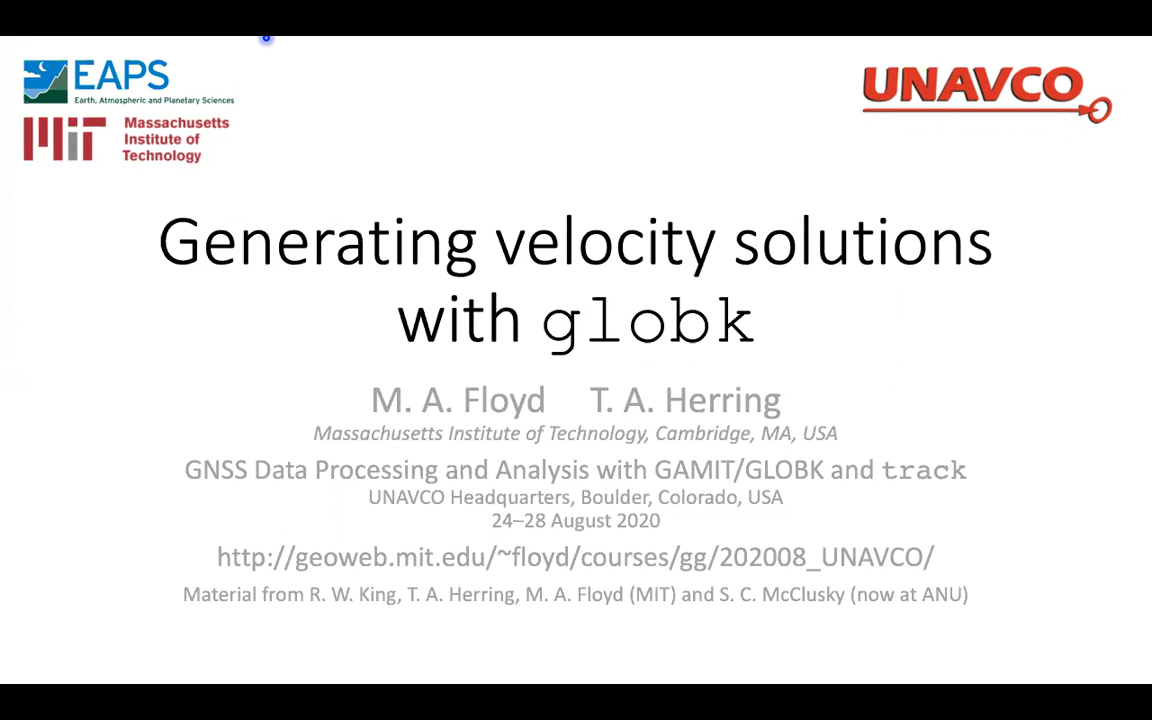 EAPS
Earth, Atmospheric and Planetary Sciences
MIT
Massachusetts
Institute of
Technology
UNAVCO
Generating velocity solutions
with globk
M. A. Floyd T. A. Herring
Massachusetts Institute of Technology, Cambridge, MA, USA
GNSS Data Processing and Analysis with GAMIT/GLOBK and track
UNAVCO Headquarters, Boulder, Colorado, USA
24–28 August 2020
http://geoweb.mit.edu/~floyd/courses/gg/202008_UNAVCO/
Material from R. W. King, T. A. Herring, M. A. Floyd (MIT) and S. C. McClusky (now at ANU)